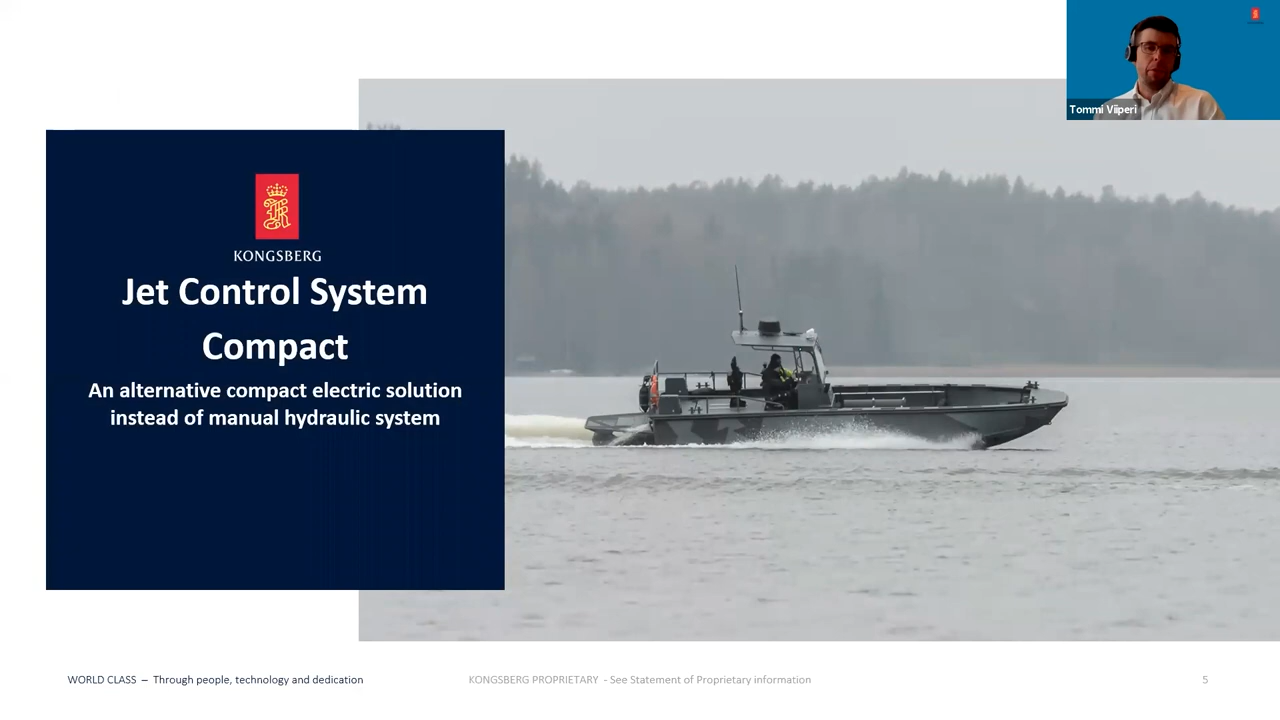 Tommi Viiperi
KONGSBERG
Jet Control System
Compact
An alternative compact electric solution
instead of manual hydraulic system
WORLD CLASS – Through people, technology and dedication
KONGSBERG PROPRIETARY - See Statement of Proprietary information
5